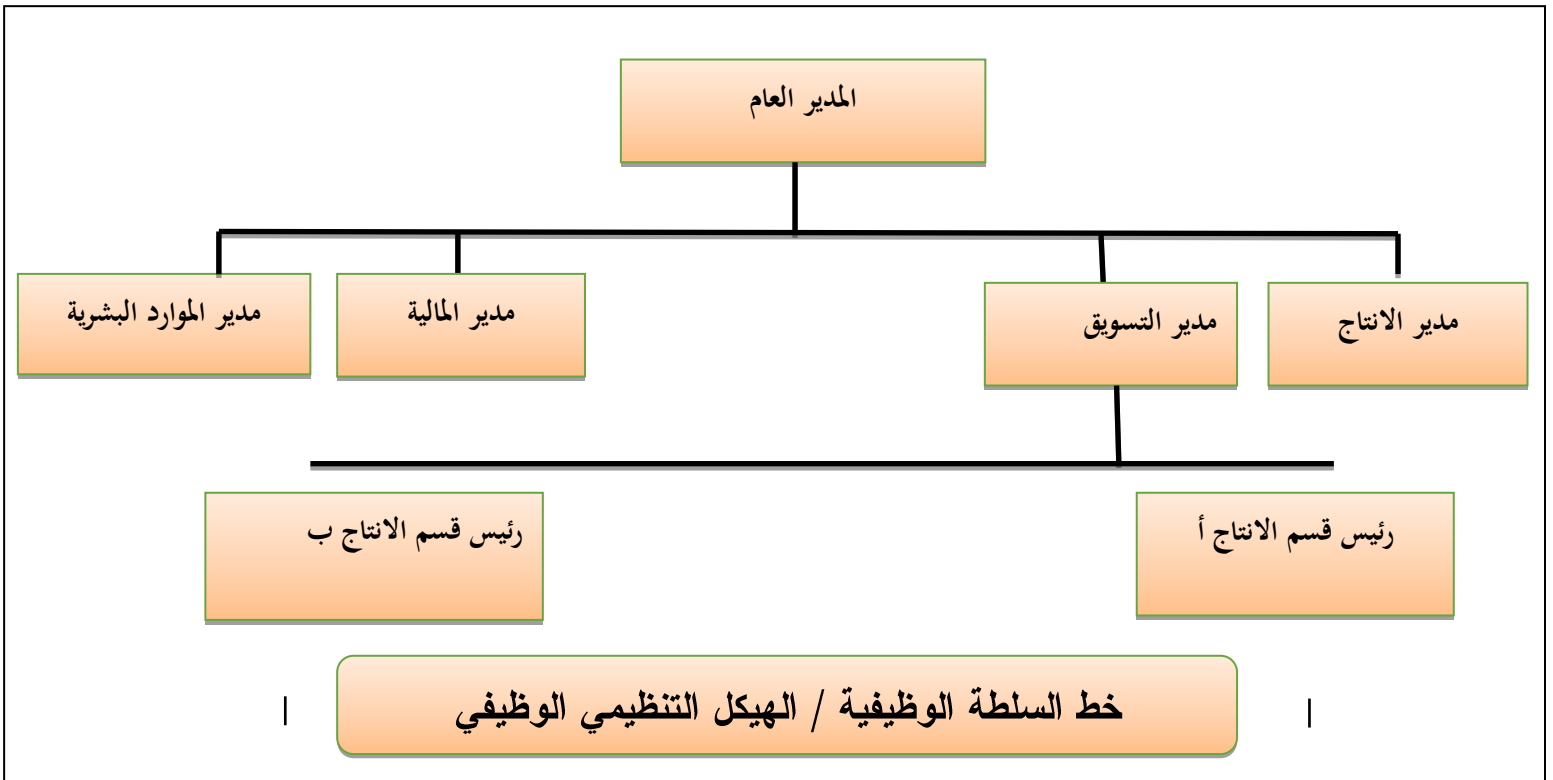 المدير العام
مدير الانتاج
مدير التسويق
مدير المالية
مدير الموارد البشرية
رئيس قسم الانتاج أ
رئيس قسم الانتاج ب
خط السلطة الوظيفية / الهيكل التنظيمي الوظيفي